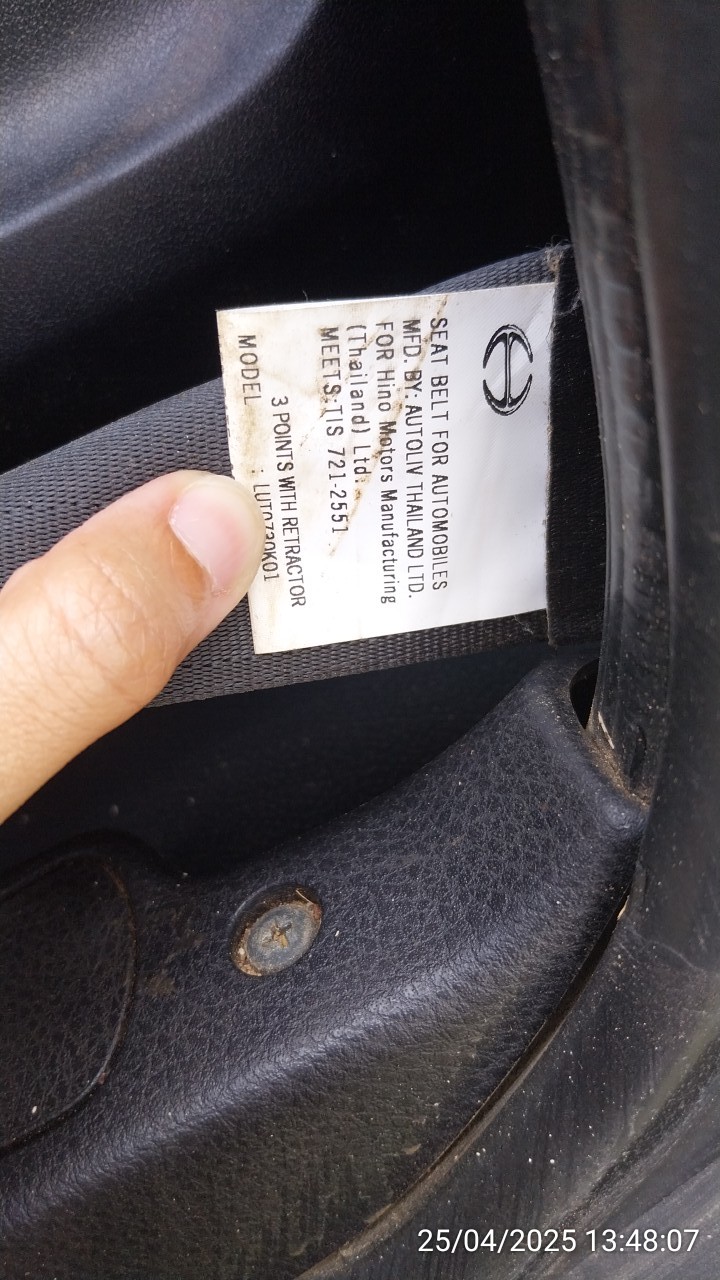 SEAT BELT FOR AUTOMOBILES
MFD. BY: AUTOLIV THAILAND LTD.
FOR Hino Motors Manufacturing
(Thailand) Ltd.
MEETS:TIS 721-2551
3 POINTS WITH RETRACTOR
MODEL :
25/04/2025 13:48:07